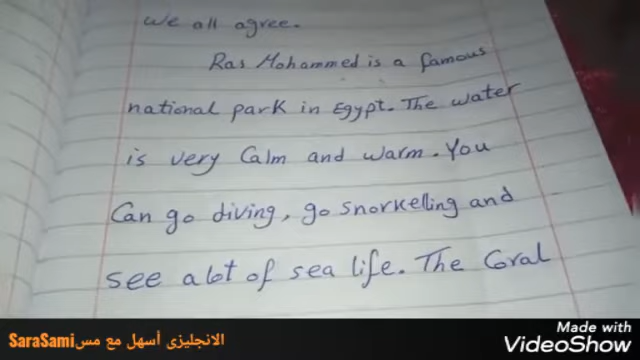 We all agree.
Ras Mohammed is a famous
national park in Egypt. The water
is very Calm and warm. You
Can go diving, go snorkelling and
see a lot of sea life. The Coral
الانجليزى أسهل مع مس SaraSami
Made with
VideoShow